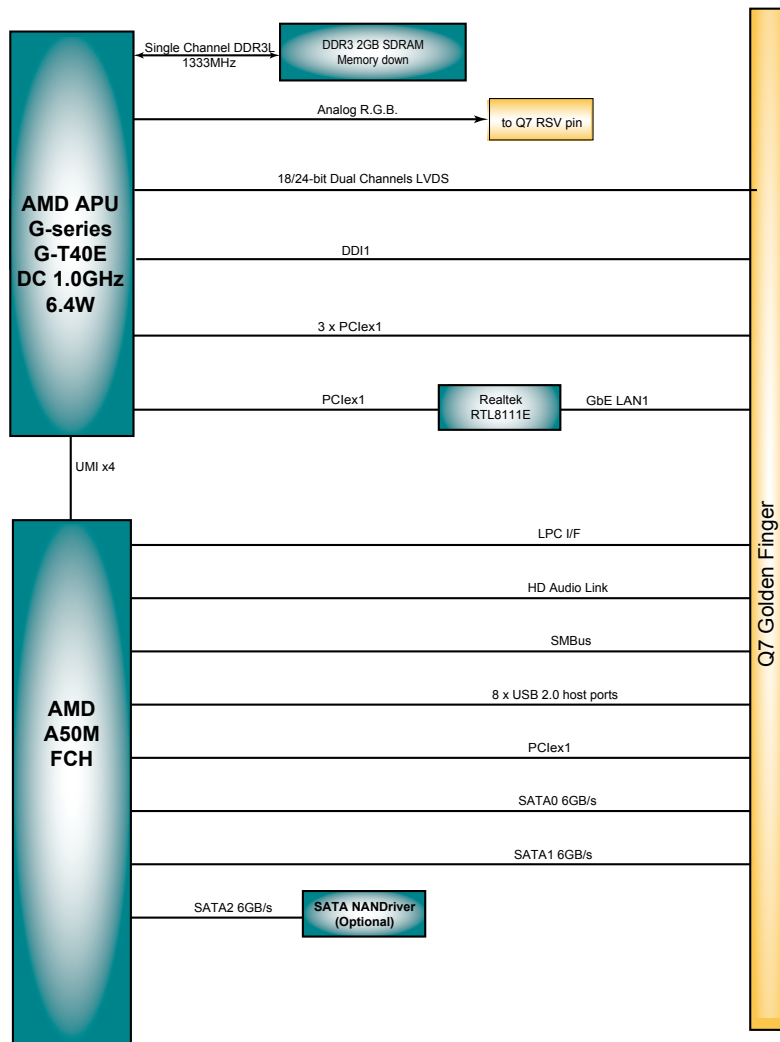 Single Channel DDR3L
1333MHz
DDR3 2GB SDRAM
Memory down
Analog R.G.B.
to Q7 RSV pin
18/24-bit Dual Channels LVDS
AMD APU
G-series
G-T40E
DC 1.0GHz
6.4W
DDI1
3 x PCIex1
PCIex1
Realtek
RTL8111E
GbE LAN1
UMI x4
Q7 Golden Finger
LPC I/F
HD Audio Link
SMBus
8 x USB 2.0 host ports
AMD
A50M
FCH
PCIex1
SATA0 6GB/s
SATA1 6GB/s
SATA2 6GB/s
SATA NANDriver
(Optional)